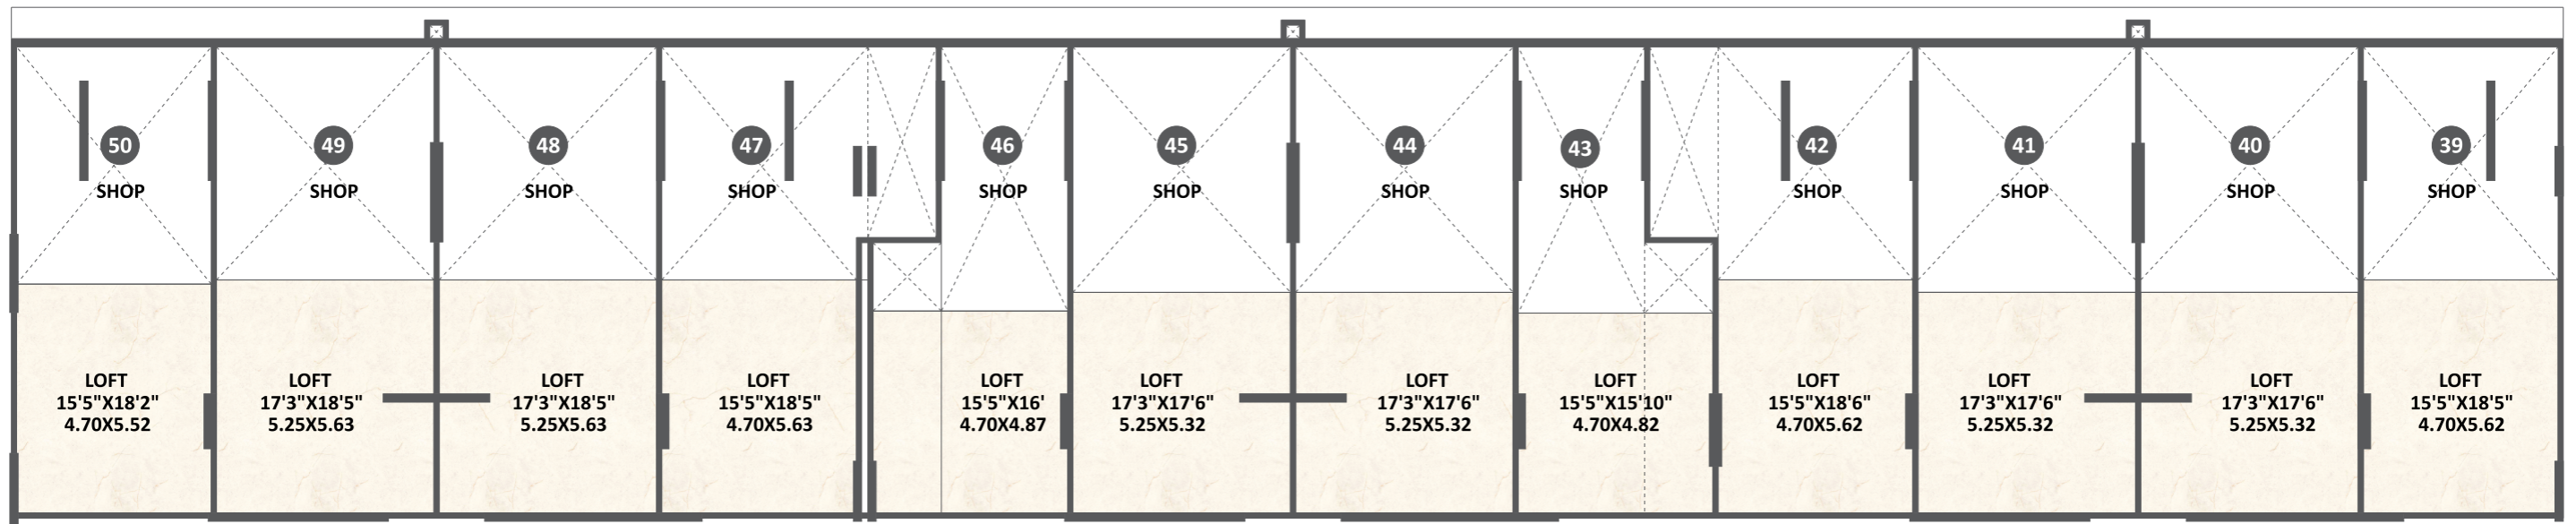 50
SHOP
49
SHOP
48
SHOP
47
SHOP
46
SHOP
45
SHOP
44
SHOP
43
SHOP
42
SHOP
41
SHOP
40
SHOP
39
SHOP
LOFT
15'5"X18'2"
4.70X5.52
LOFT
17'3"X18'5"
5.25X5.63
LOFT
17'3"X18'5"
5.25X5.63
LOFT
15'5"X18'5"
4.70X5.63
LOFT
15'5"X16'
4.70X4.87
LOFT
17'3"X17'6"
5.25X5.32
LOFT
17'3"X17'6"
5.25X5.32
LOFT
15'5"X15'10"
4.70X4.82
LOFT
15'5"X18'6"
4.70X5.62
LOFT
17'3"X17'6"
5.25X5.32
LOFT
17'3"X17'6"
5.25X5.32
LOFT
15'5"X18'5"
4.70X5.62